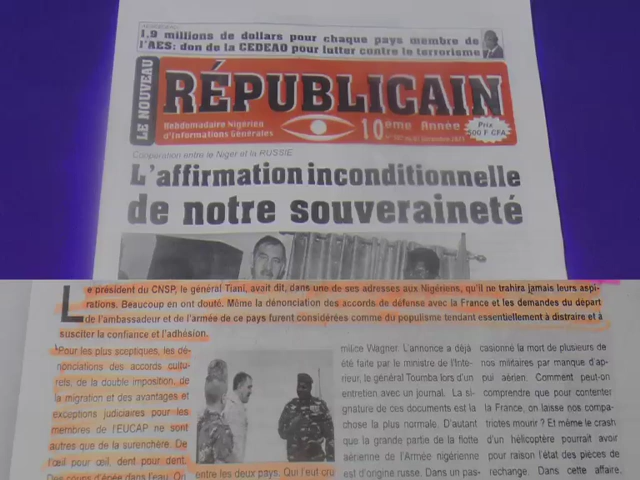 1,9 millions de dollars pour chaque pays membre de
l'AES: don de la CEDEAO pour lutter contre le terrorisme
LE NOUVEAU
RÉPUBLICAIN
Hebdomadaire Nigérien
d'Informations Générales
10ème Année
Prix
500 F CFA
Coopération entre le Niger et la RUSSIE
L'affirmation inconditionnelle
de notre souveraineté
Le président du CNSP, le général Tiani, avait dit, dans une de ses adresses aux Nigériens, qu'il ne trahira jamais leurs aspi-
rations. Beaucoup en ont douté. Même la dénonciation des accords de défense avec la France et les demandes du départ
de l'ambassadeur et de l'armée de ce pays furent considérées comme du populisme tendant essentiellement à distraire et à
susciter la confiance et l'adhésion.
Pour les plus sceptiques, les dé-
nonciations des accords cultu-
rels, de la double imposition, de
la migration et des avantages et
exceptions judiciaires pour les
membres de l'EUCAP ne sont
autres que de la surenchère. De
l'œil pour œil, dent pour dent.
Des coups d'épée dans l'eau. On
entre les deux pays. Qui l'eut cru
milice Wagner. L'annonce a déjà
été faite par le ministre de l'Inté-
rieur, le général Toumba lors d'un
entretien avec un journal. La si-
gnature de ces documents est la
chose la plus normale. D'autant
que la grande partie de la flotte
aérienne de l'Armée nigérienne
est d'origine russe. Dans un pas-
casionne la mort de plusieurs de
nos militaires par manque d'ap-
pui aérien. Comment peut-on
comprendre que pour contenter
la France, on laisse nos compa-
triotes mourir ? Et même le crash
d'un hélicoptère pourrait avoir
pour raison l'état des pièces de
rechange. Dans cette affaire,